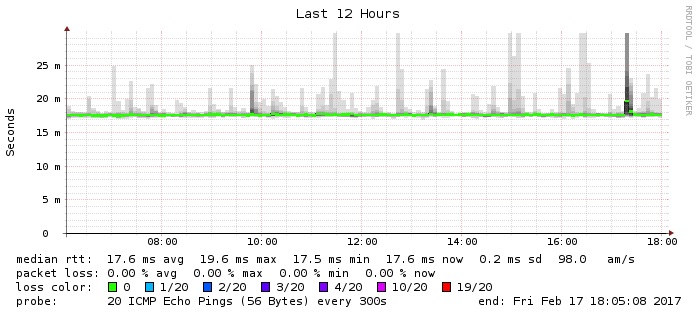 Last 12 Hours
RRDTOOL / TOBI OETIKER
Seconds
25 m
20 m
15 m
10 m
5 m
0
08:00 10:00 12:00 14:00 16:00 18:00
median rtt: 17.6 ms avg 19.6 ms max 17.5 ms min 17.6 ms now 0.2 ms sd 98.0 am/s
packet loss: 0.00 % avg 0.00 % max 0.00 % min 0.00 % now
loss color: 0 1/20 2/20 3/20 4/20 10/20 19/20
probe: 20 ICMP Echo Pings (56 Bytes) every 300s end: Fri Feb 17 18:05:08 2017